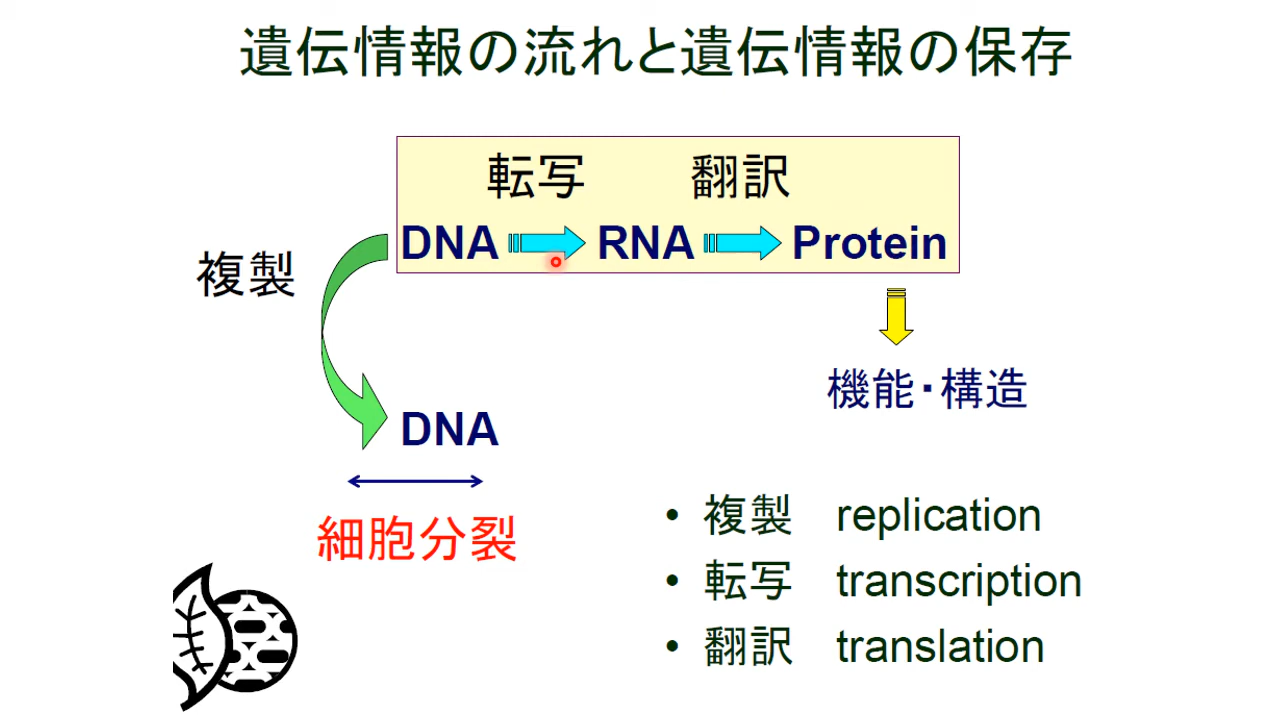 遺伝情報の流れと遺伝情報の保存
転写 翻訳
DNA RNA Protein
複製
機能・構造
DNA
細胞分裂
• 複製 replication
• 転写 transcription
• 翻訳 translation